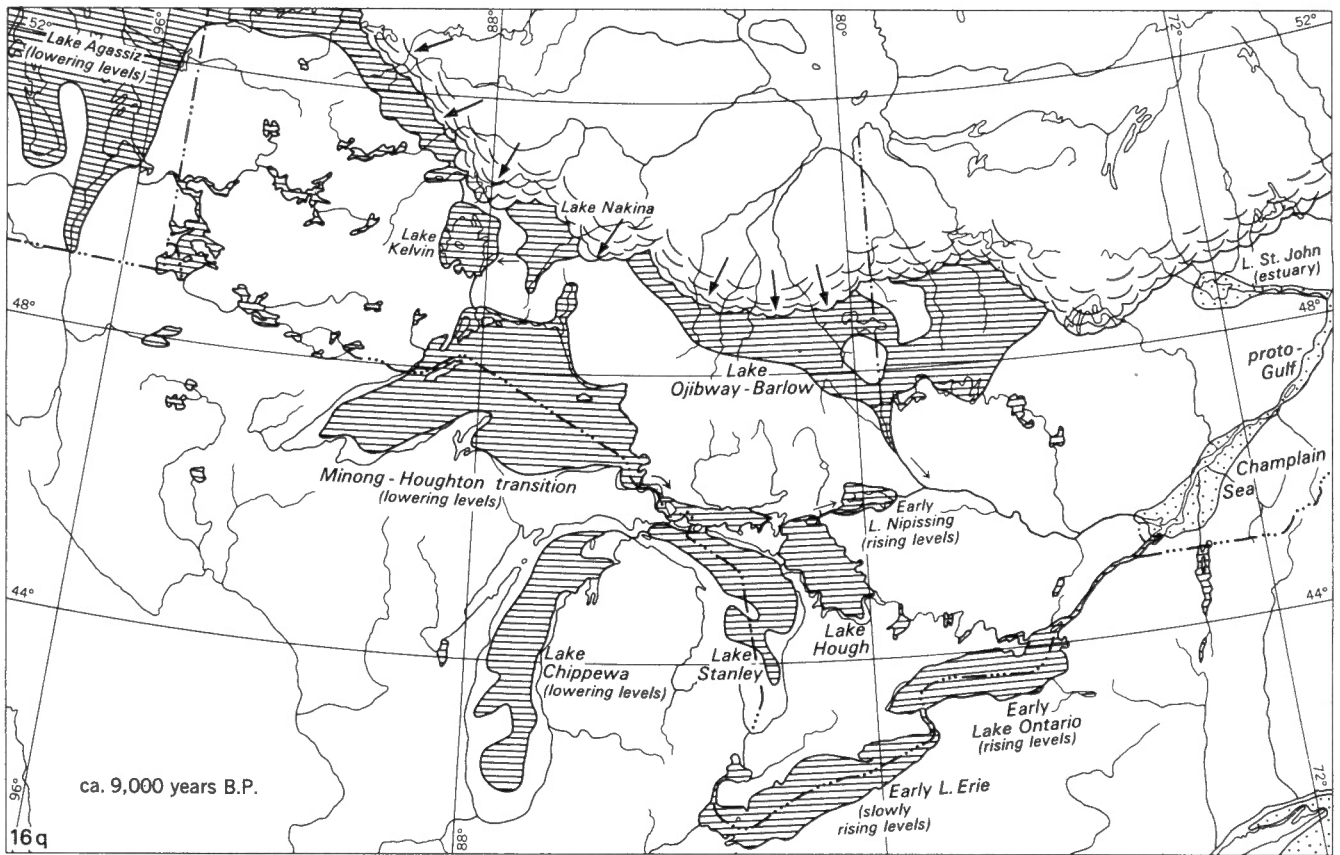 52°
96°
88°
80°
72°
52°
Lake Agassiz
(lowering levels)
Lake Nakina
Lake
Kelvin
L. St. John
(estuary)
48°
48°
proto-
Gulf
Lake
Ojibway-Barlow
Champlain
Sea
Minong-Houghton transition
(lowering levels)
Early
L. Nipissing
(rising levels)
44°
44°
Lake
Hough
Lake
Chippewa
(lowering levels)
Lake
Stanley
Early
Lake Ontario
(rising levels)
Early L. Erie
(slowly
rising levels)
ca. 9,000 years B.P.
96°
88°
72°
16q